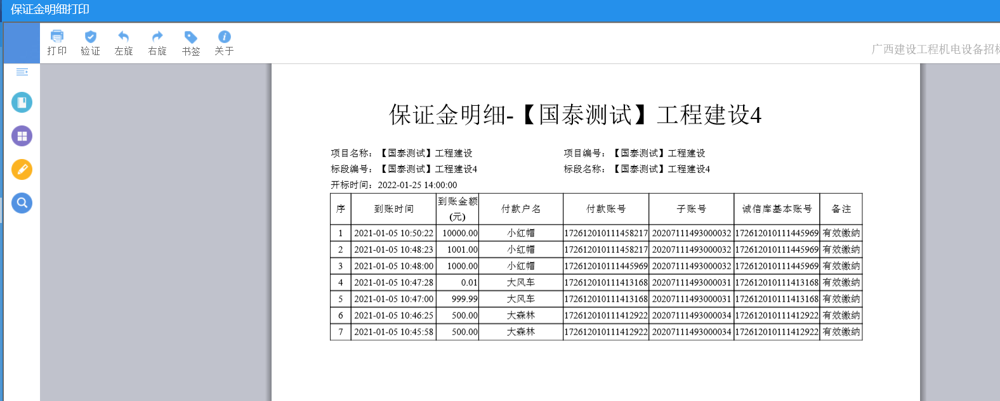 保证金明细打印
打印 验证 左旋 右旋 书签 关于
广西建设工程机电设备招标
保证金明细-【国泰测试】工程建设4
项目名称：【国泰测试】工程建设 项目编号：【国泰测试】工程建设
标段编号：【国泰测试】工程建设4 标段名称：【国泰测试】工程建设4
开标时间：2022-01-25 14:00:00
序 到账时间 到账金额(元) 付款户名 付款账号 子账号 诚信库基本账号 备注
1 2021-01-05 10:50:22 10000.00 小红帽 172612010111458217 20207111493000032 172612010111445969 有效缴纳
2 2021-01-05 10:48:23 1001.00 小红帽 172612010111458217 20207111493000032 172612010111445969 有效缴纳
3 2021-01-05 10:48:00 1000.00 小红帽 172612010111445969 20207111493000032 172612010111445969 有效缴纳
4 2021-01-05 10:47:28 0.01 大风车 172612010111413168 20207111493000031 172612010111413168 有效缴纳
5 2021-01-05 10:47:00 999.99 大风车 172612010111413168 20207111493000031 172612010111413168 有效缴纳
6 2021-01-05 10:46:25 500.00 大森林 172612010111412922 20207111493000034 172612010111412922 有效缴纳
7 2021-01-05 10:45:58 500.00 大森林 172612010111412922 20207111493000034 172612010111412922 有效缴纳